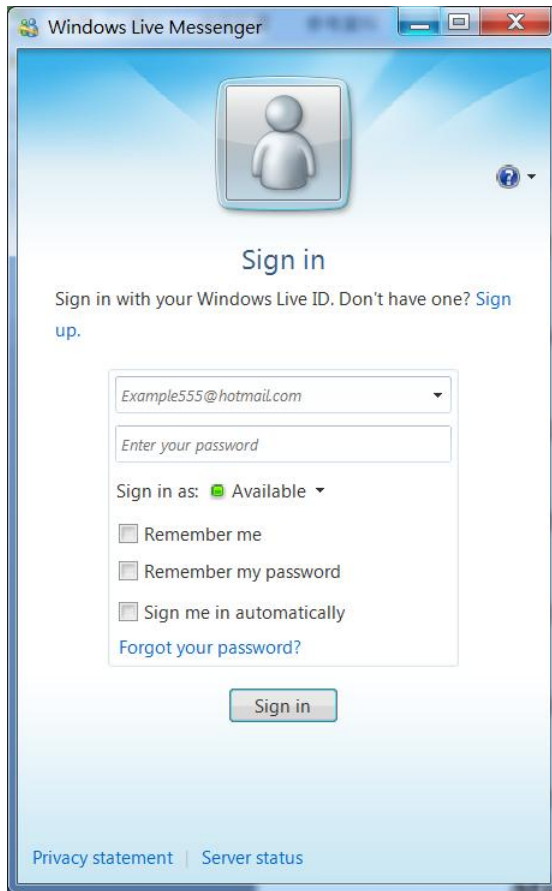 Windows Live Messenger
Sign in
Sign in with your Windows Live ID. Don't have one? Sign
up.
Example555@hotmail.com
Enter your password
Sign in as: Available
Remember me
Remember my password
Sign me in automatically
Forgot your password?
Sign in
Privacy statement | Server status